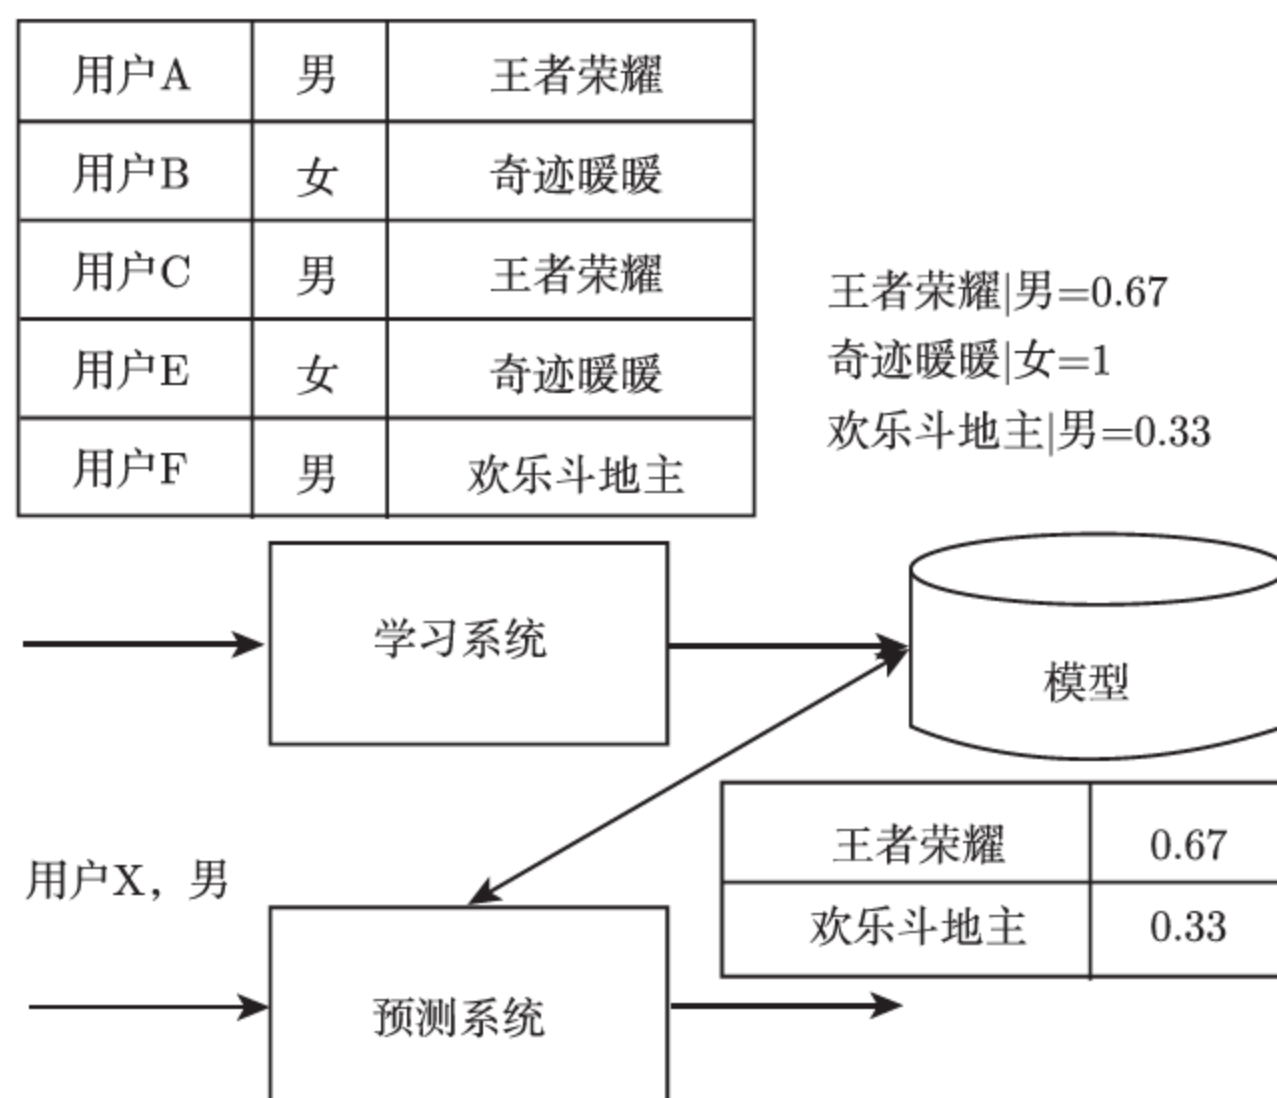 用户A 男 王者荣耀
用户B 女 奇迹暖暖
用户C 男 王者荣耀
用户E 女 奇迹暖暖
用户F 男 欢乐斗地主
王者荣耀|男=0.67
奇迹暖暖|女=1
欢乐斗地主|男=0.33
学习系统
模型
王者荣耀 0.67
欢乐斗地主 0.33
用户X，男
预测系统